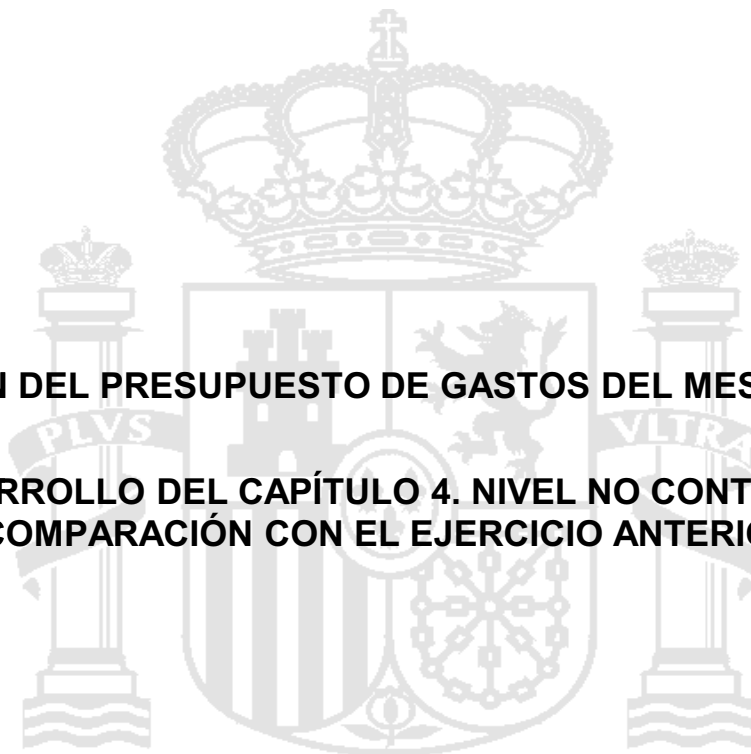 N DEL PRESUPUESTO DE GASTOS DEL MES
PLVS
VLTRA
RROLLO DEL CAPÍTULO 4. NIVEL NO CONT
COMPARACIÓN CON EL EJERCICIO ANTERIO